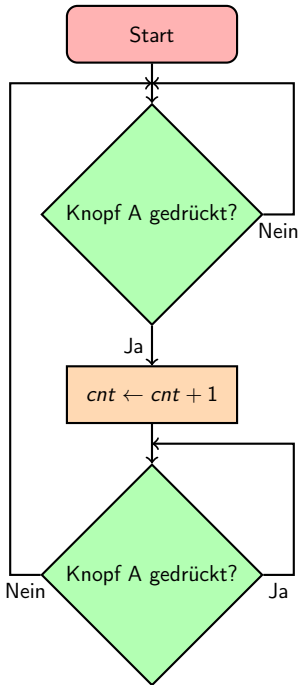 Start
Knopf A gedrückt?
Nein
Ja
cnt ← cnt + 1
Knopf A gedrückt?
Nein
Ja